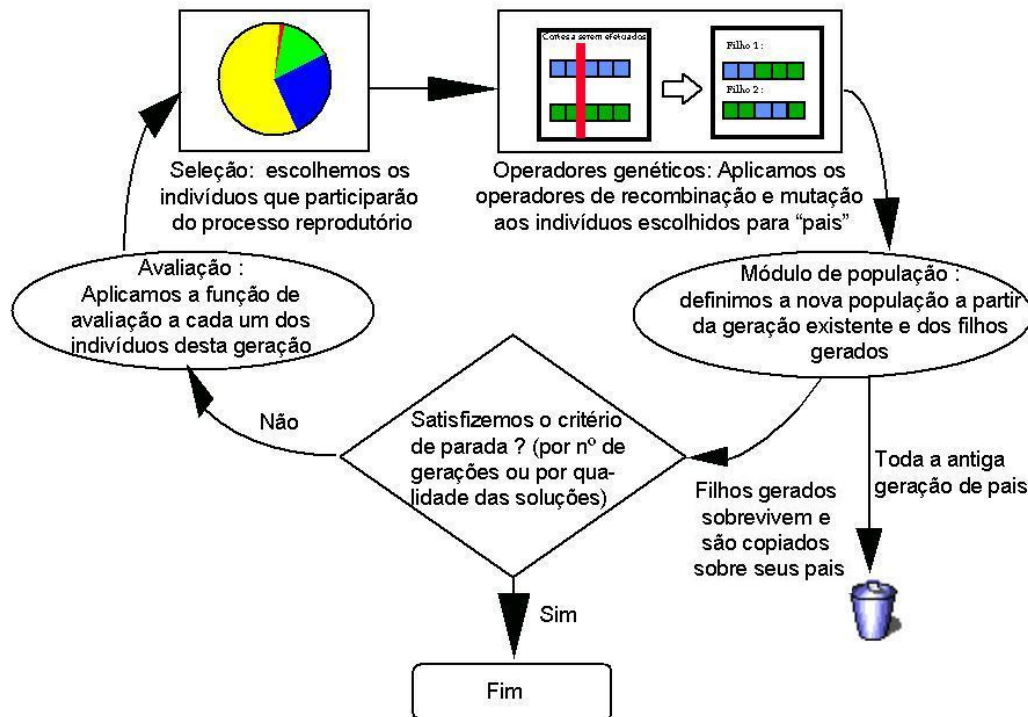 Cortes a serem efetuados
Filho 1 :
Filho 2 :
Seleção: escolhemos os
indivíduos que participarão
do processo reprodutório
Operadores genéticos: Aplicamos os
operadores de recombinação e mutação
aos indivíduos escolhidos para “pais”
Avaliação :
Aplicamos a função de
avaliação a cada um dos
indivíduos desta geração
Módulo de população :
definimos a nova população a partir
da geração existente e dos filhos
gerados
Não
Satisfizemos o critério
de parada ? (por nº de
gerações ou por qua-
lidade das soluções)
Toda a antiga
geração de pais
Filhos gerados
sobrevivem e
são copiados
sobre seus pais
Sim
Fim